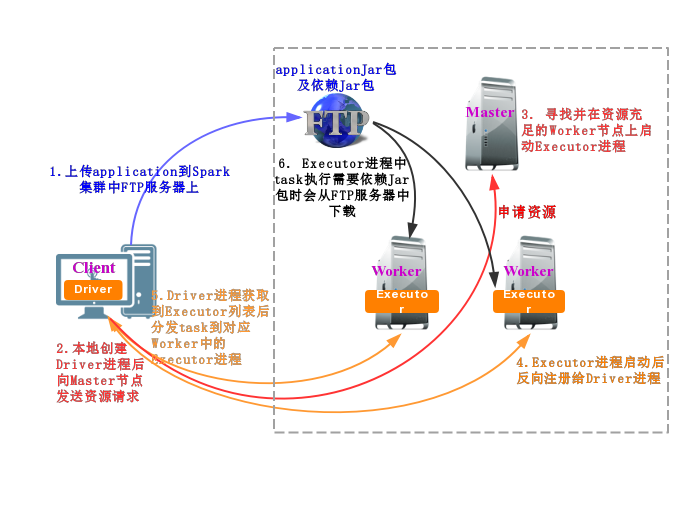 applicationJar包
及依赖Jar包
FTP
Master
3. 寻找并在资源充
足的Worker节点上启
动Executor进程
1.上传application到Spark
集群中FTP服务器上
6. Executor进程中
task执行需要依赖Jar
包时会从FTP服务器中
下载
申请资源
Client
Driver
Worker
Executo
r
Worker
Executo
r
5.Driver进程获取
到Executor列表后
分发task到对应
Worker中的
Executor进程
2.本地创建
Driver进程后
向Master节点
发送资源请求
4.Executor进程启动后
反向注册给Driver进程